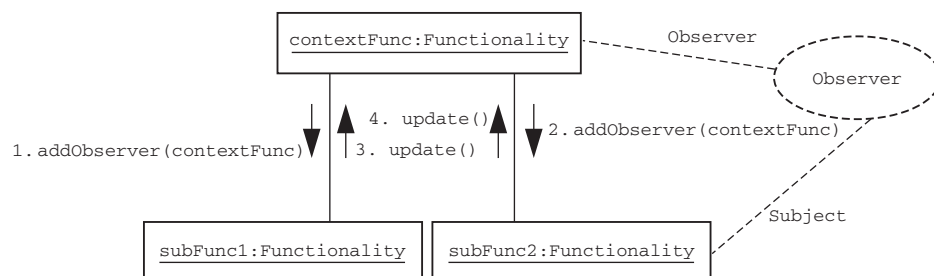 contextFunc:Functionality
Observer
Observer
4. update()
2.addObserver(contextFunc)
1.addObserver(contextFunc)
3. update()
Subject
subFunc1:Functionality
subFunc2:Functionality